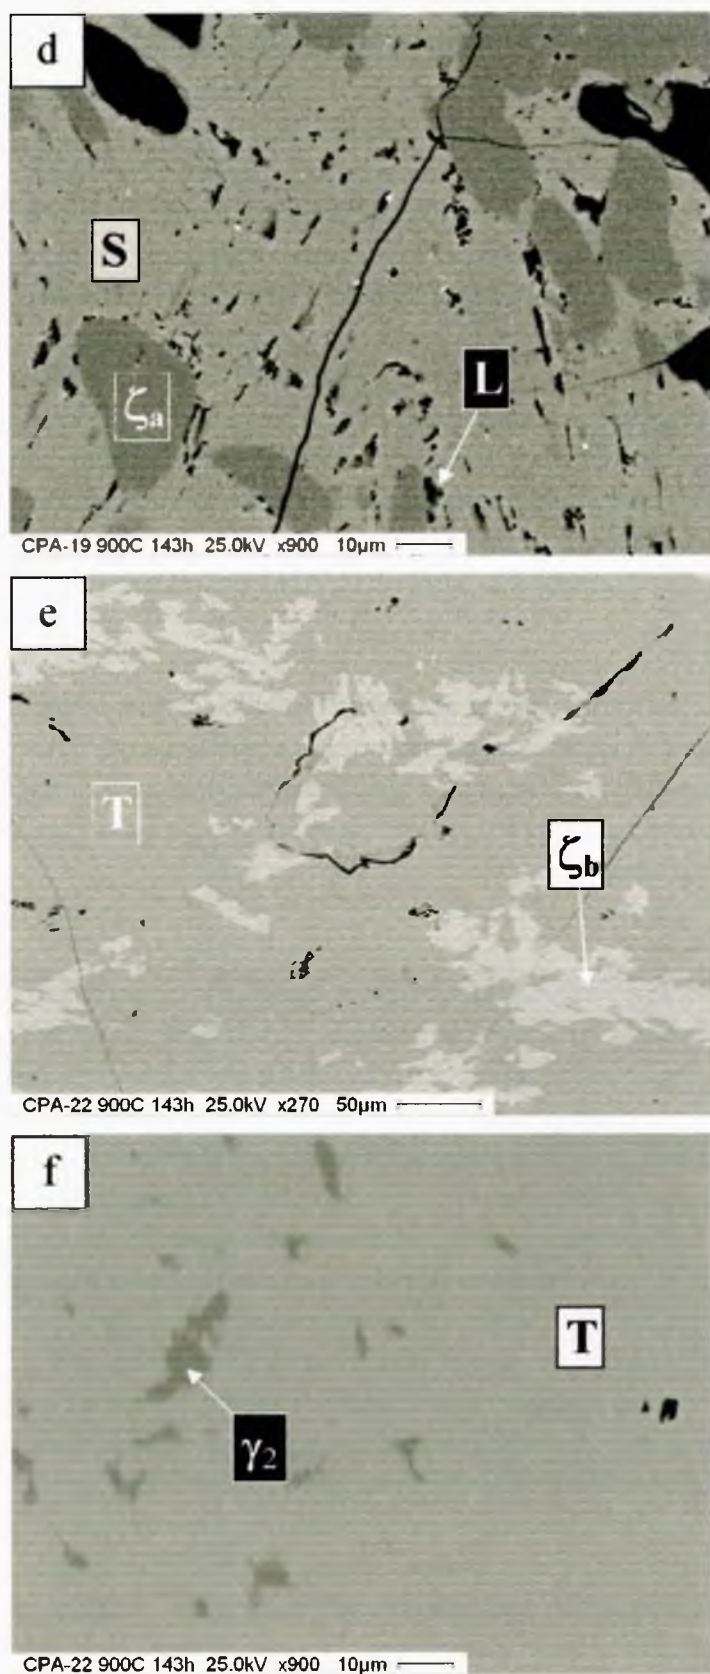 d
S
ζa
L
CPA-19 900C 143h 25.0kV x900 10µm
e
T
ζb
CPA-22 900C 143h 25.0kV x270 50µm
f
T
γ2
CPA-22 900C 143h 25.0kV x900 10µm